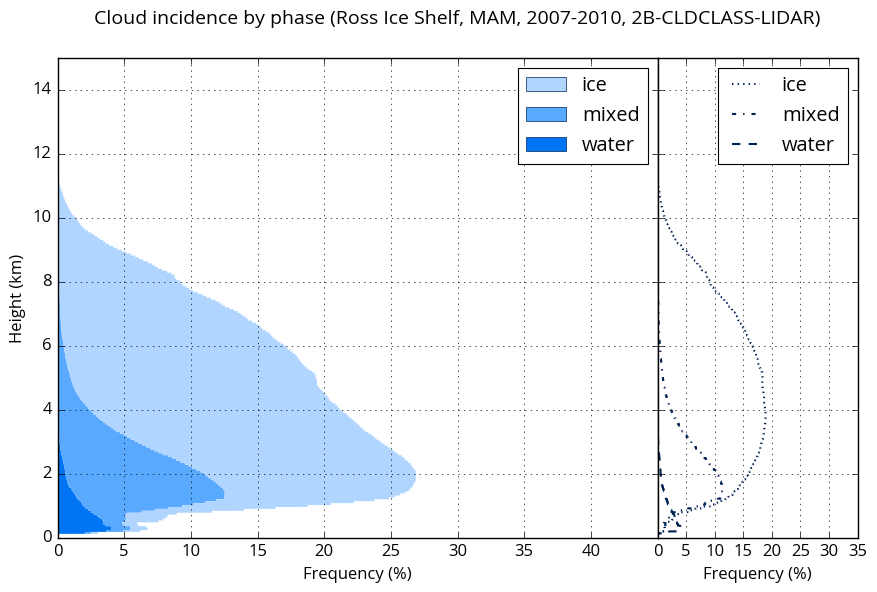 Cloud incidence by phase (Ross Ice Shelf, MAM, 2007-2010, 2B-CLDCLASS-LIDAR)
ice
mixed
water
ice
mixed
water
14
12
10
8
6
4
2
0
Height (km)
0 5 10 15 20 25 30 35 40
0 5 10 15 20 25 30 35
Frequency (%)
Frequency (%)